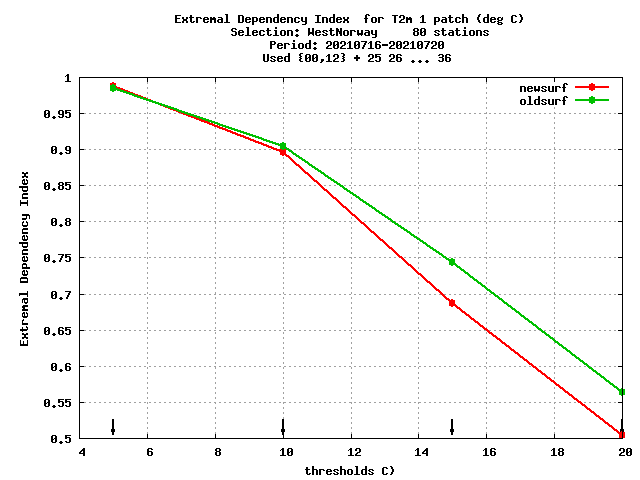 Extremal Dependency Index  for T2m 1 patch (deg C)
Selection: WestNorway     80 stations
Period: 20210716-20210720
Used {00,12} + 25 26 ... 36
newsurf
oldsurf
1
0.95
0.9
0.85
0.8
0.75
0.7
0.65
0.6
0.55
0.5
Extremal Dependency Index
4 6 8 10 12 14 16 18 20
thresholds C)